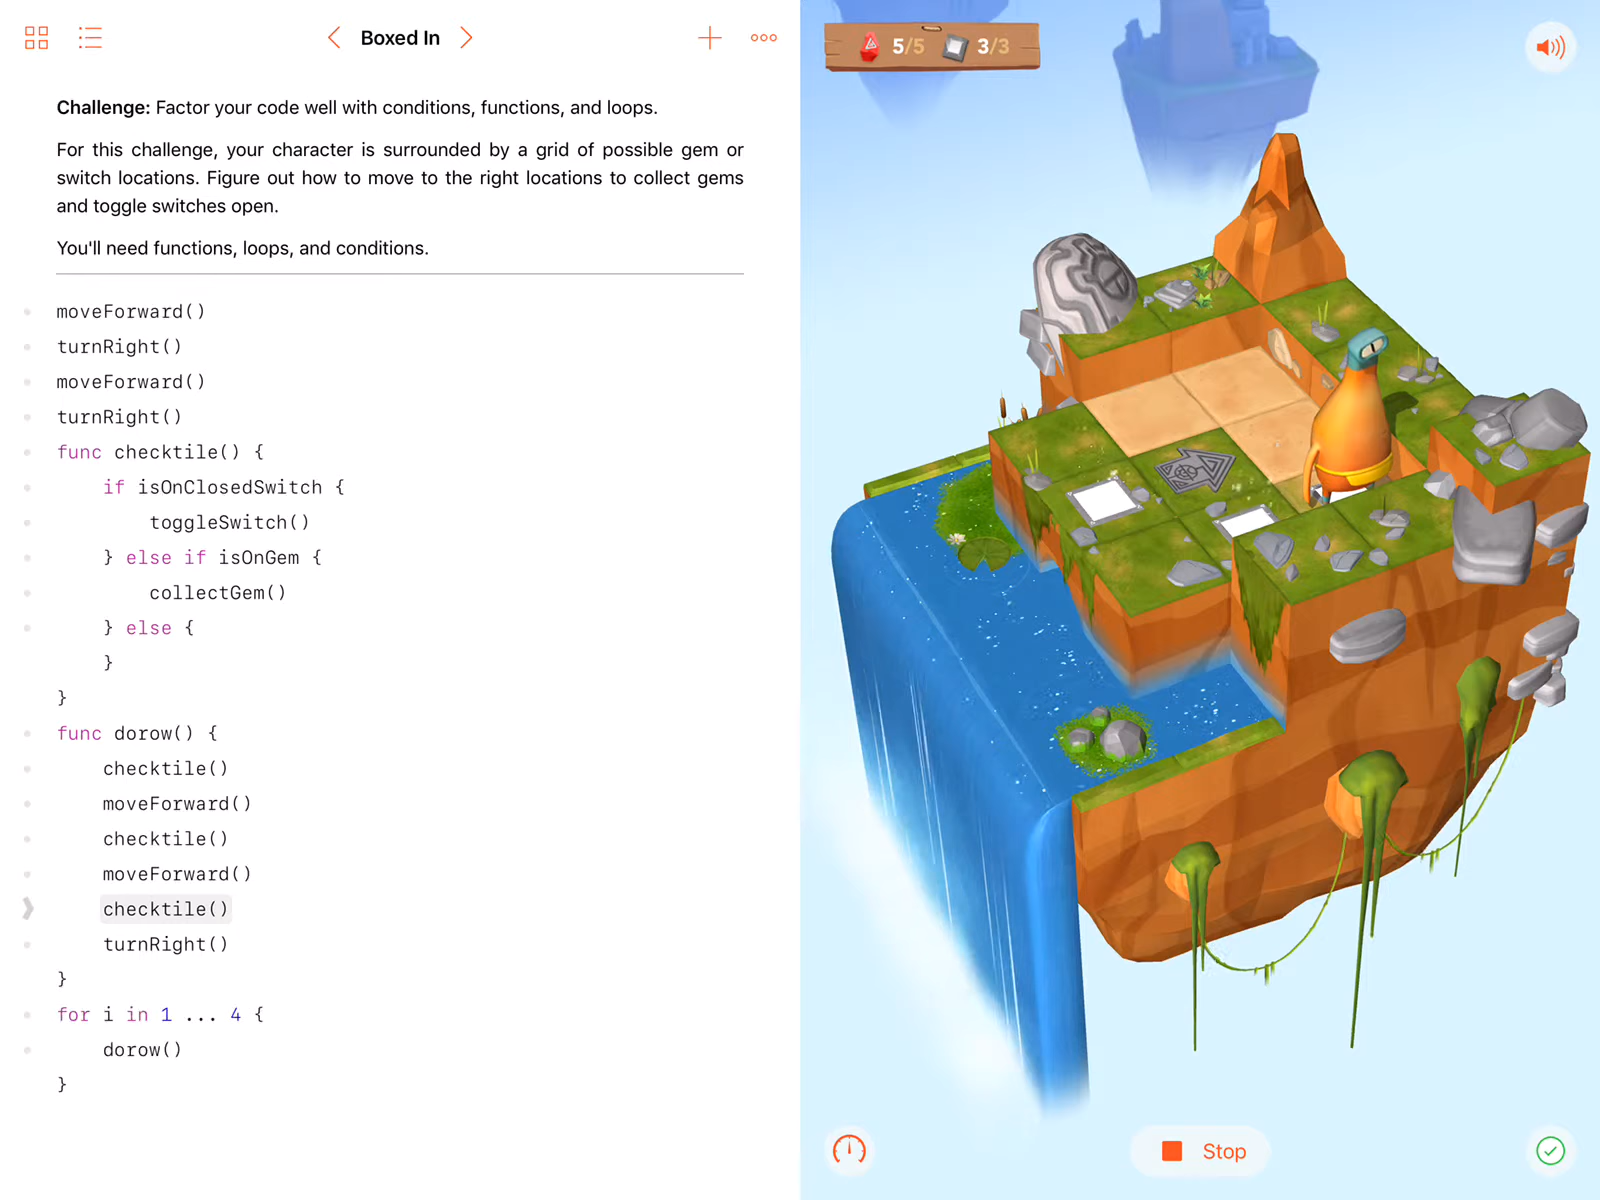 Boxed In
Challenge: Factor your code well with conditions, functions, and loops.
For this challenge, your character is surrounded by a grid of possible gem or
switch locations. Figure out how to move to the right locations to collect gems
and toggle switches open.
You'll need functions, loops, and conditions.
moveForward()
turnRight()
moveForward()
turnRight()
func checktile() {
    if isOnClosedSwitch {
        toggleSwitch()
    } else if isOnGem {
        collectGem()
    } else {
    }
}
func dorow() {
    checktile()
    moveForward()
    checktile()
    moveForward()
    checktile()
    turnRight()
}
for i in 1 ... 4 {
    dorow()
}
5/5 3/3
Stop